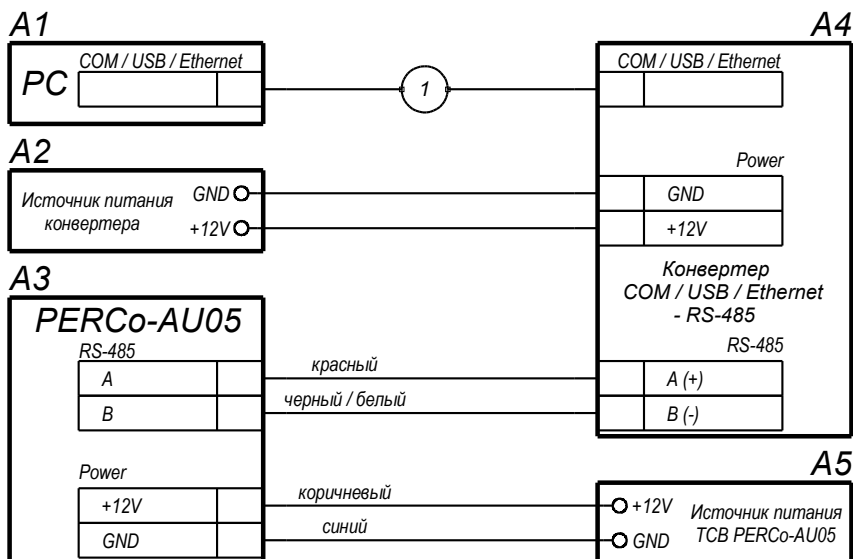 A1
PC
COM / USB / Ethernet
1
A4
COM / USB / Ethernet
A2
Источник питания
конвертера
GND
+12V
Power
GND
+12V
Конвертер
COM / USB / Ethernet
- RS-485
A3
PERCo-AU05
RS-485
A
B
красный
черный / белый
RS-485
A (+)
B (-)
Power
+12V
GND
коричневый
синий
A5
+12V
GND
Источник питания
ТСВ PERCo-AU05